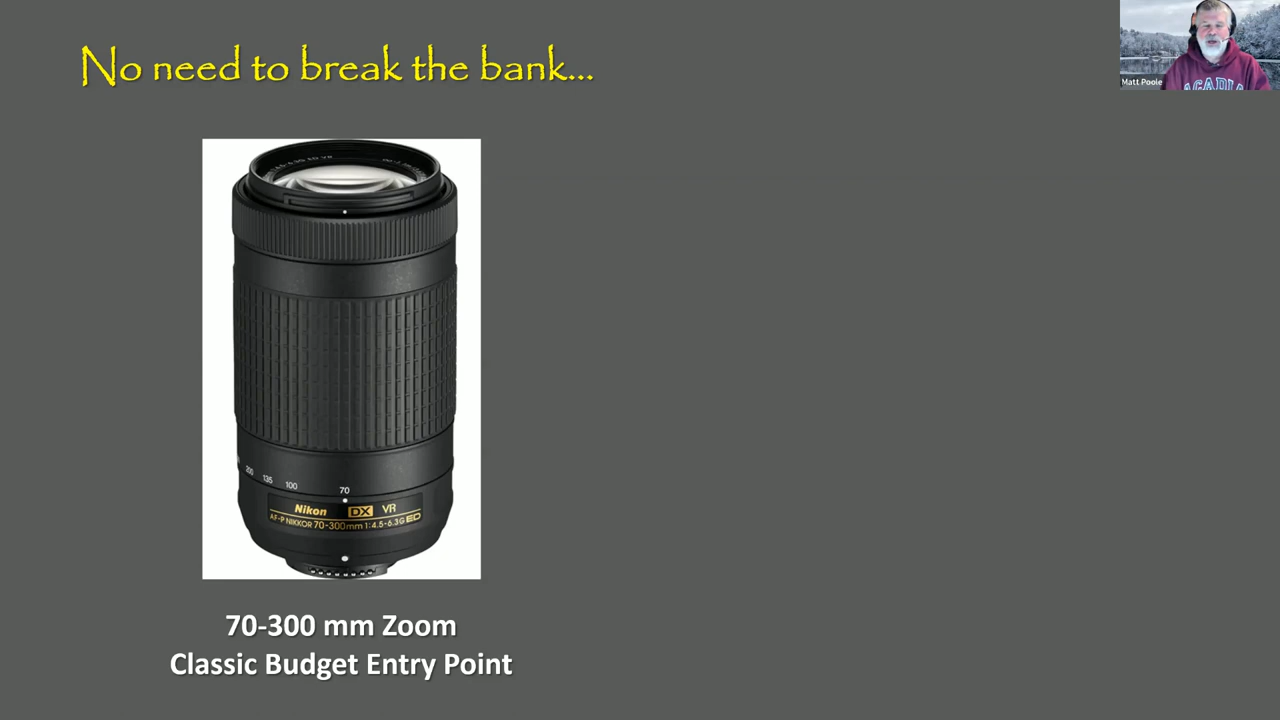 No need to break the bank...
Matt Poole
ACADIA
200 135 100 70
Nikon DX VR
AF-P NIKKOR 70-300mm 1:4.5-6.3G ED
70-300 mm Zoom
Classic Budget Entry Point